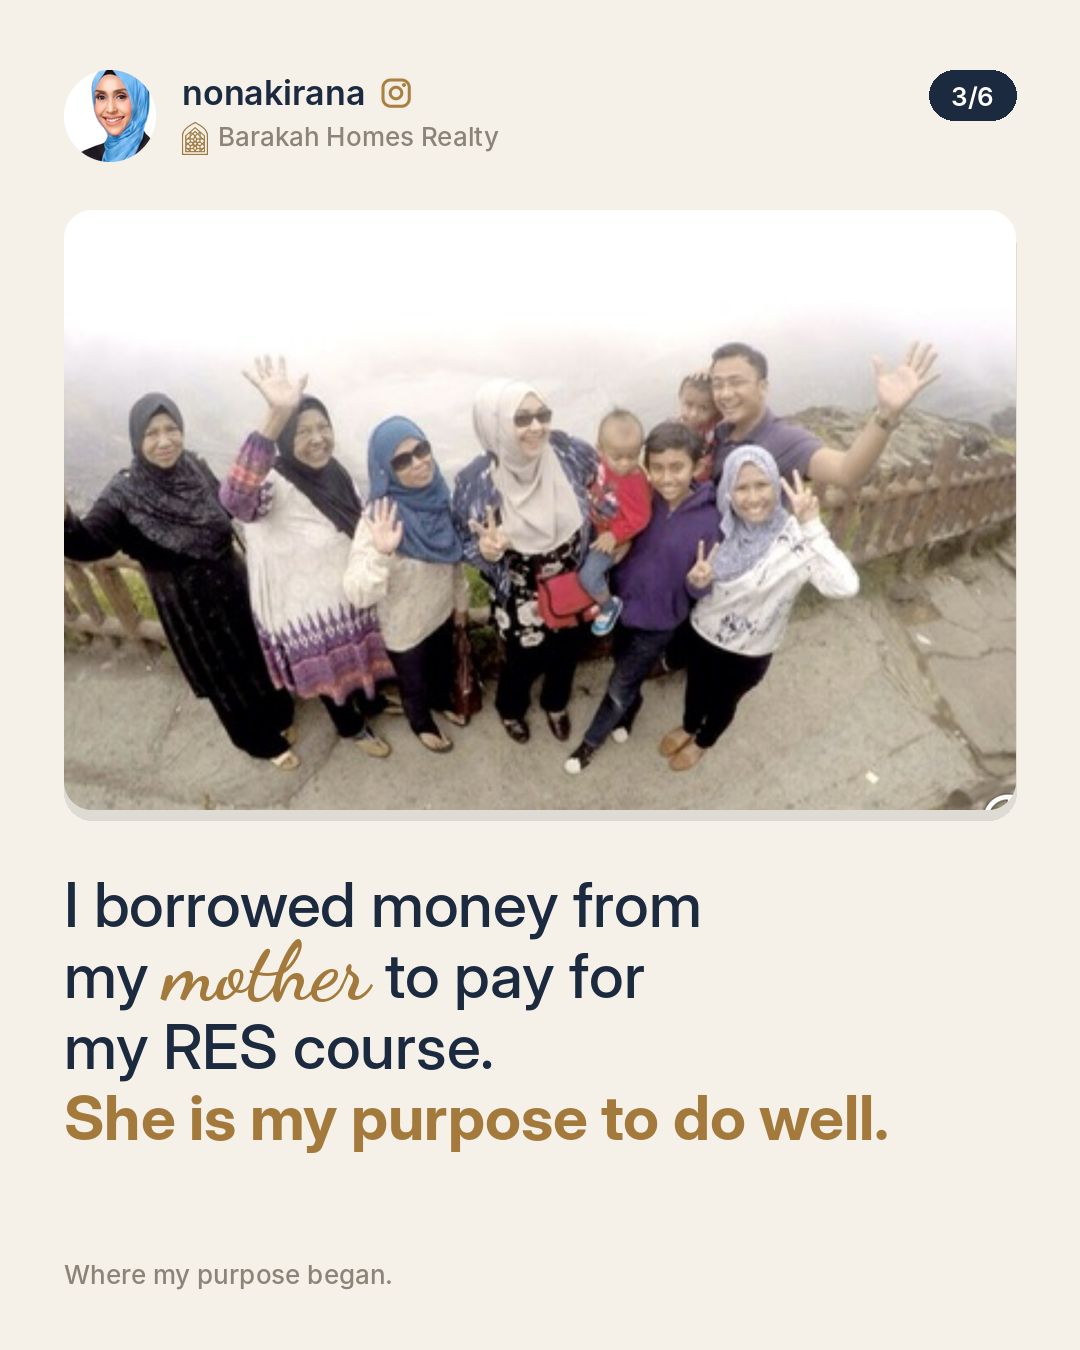 nonakirana
Barakah Homes Realty
3/6
I borrowed money from
my mother to pay for
my RES course.
She is my purpose to do well.
Where my purpose began.